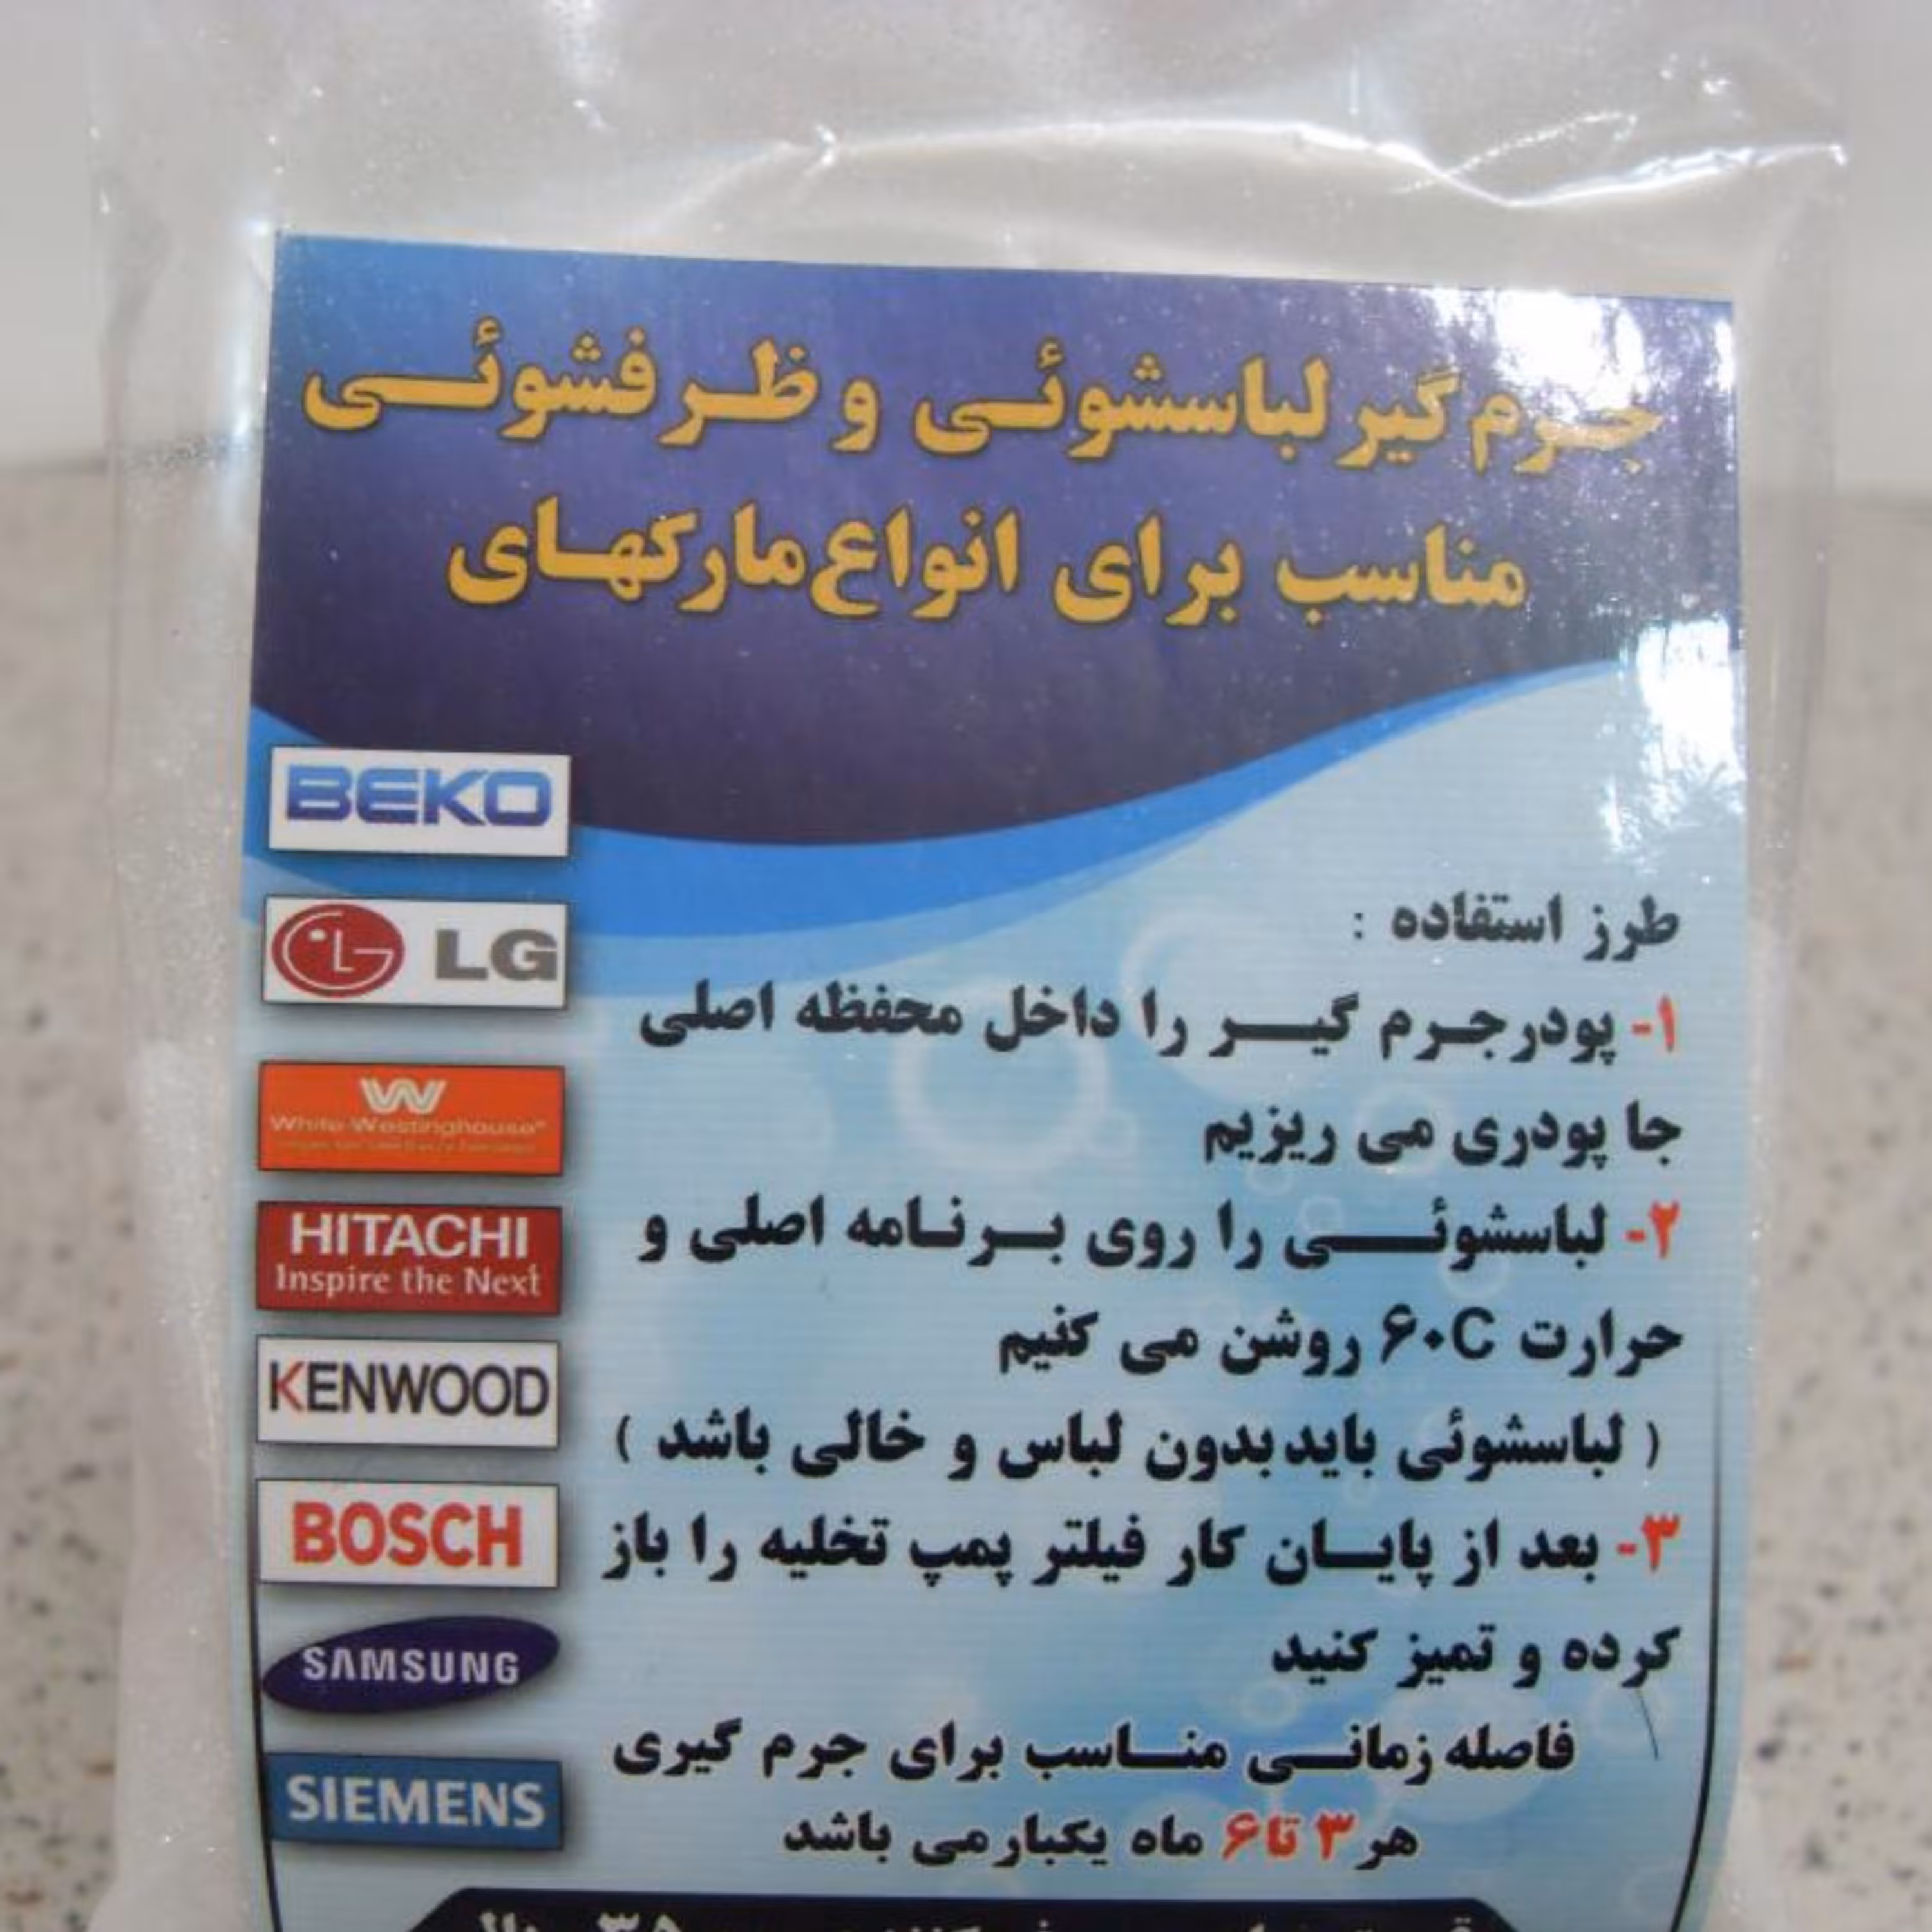 جرم گیر لباسشوئی و ظرفشوئی
مناسب برای انواع مارکهای
BEKO
LG LG
W
White-Westinghouse
HITACHI
Inspire the Next
KENWOOD
BOSCH
SAMSUNG
SIEMENS
طرز استفاده :
۱- پودر جرم گیر را داخل محفظه اصلی
جا پودری می ریزیم
۲- لباسشوئی را روی برنامه اصلی و
حرارت ۶۰C روشن می کنیم
( لباسشوئی باید بدون لباس و خالی باشد )
۳- بعد از پایان کار فیلتر پمپ تخلیه را باز
کرده و تمیز کنید
فاصله زمانی مناسب برای جرم گیری
هر ۳ تا ۶ ماه یکبار می باشد